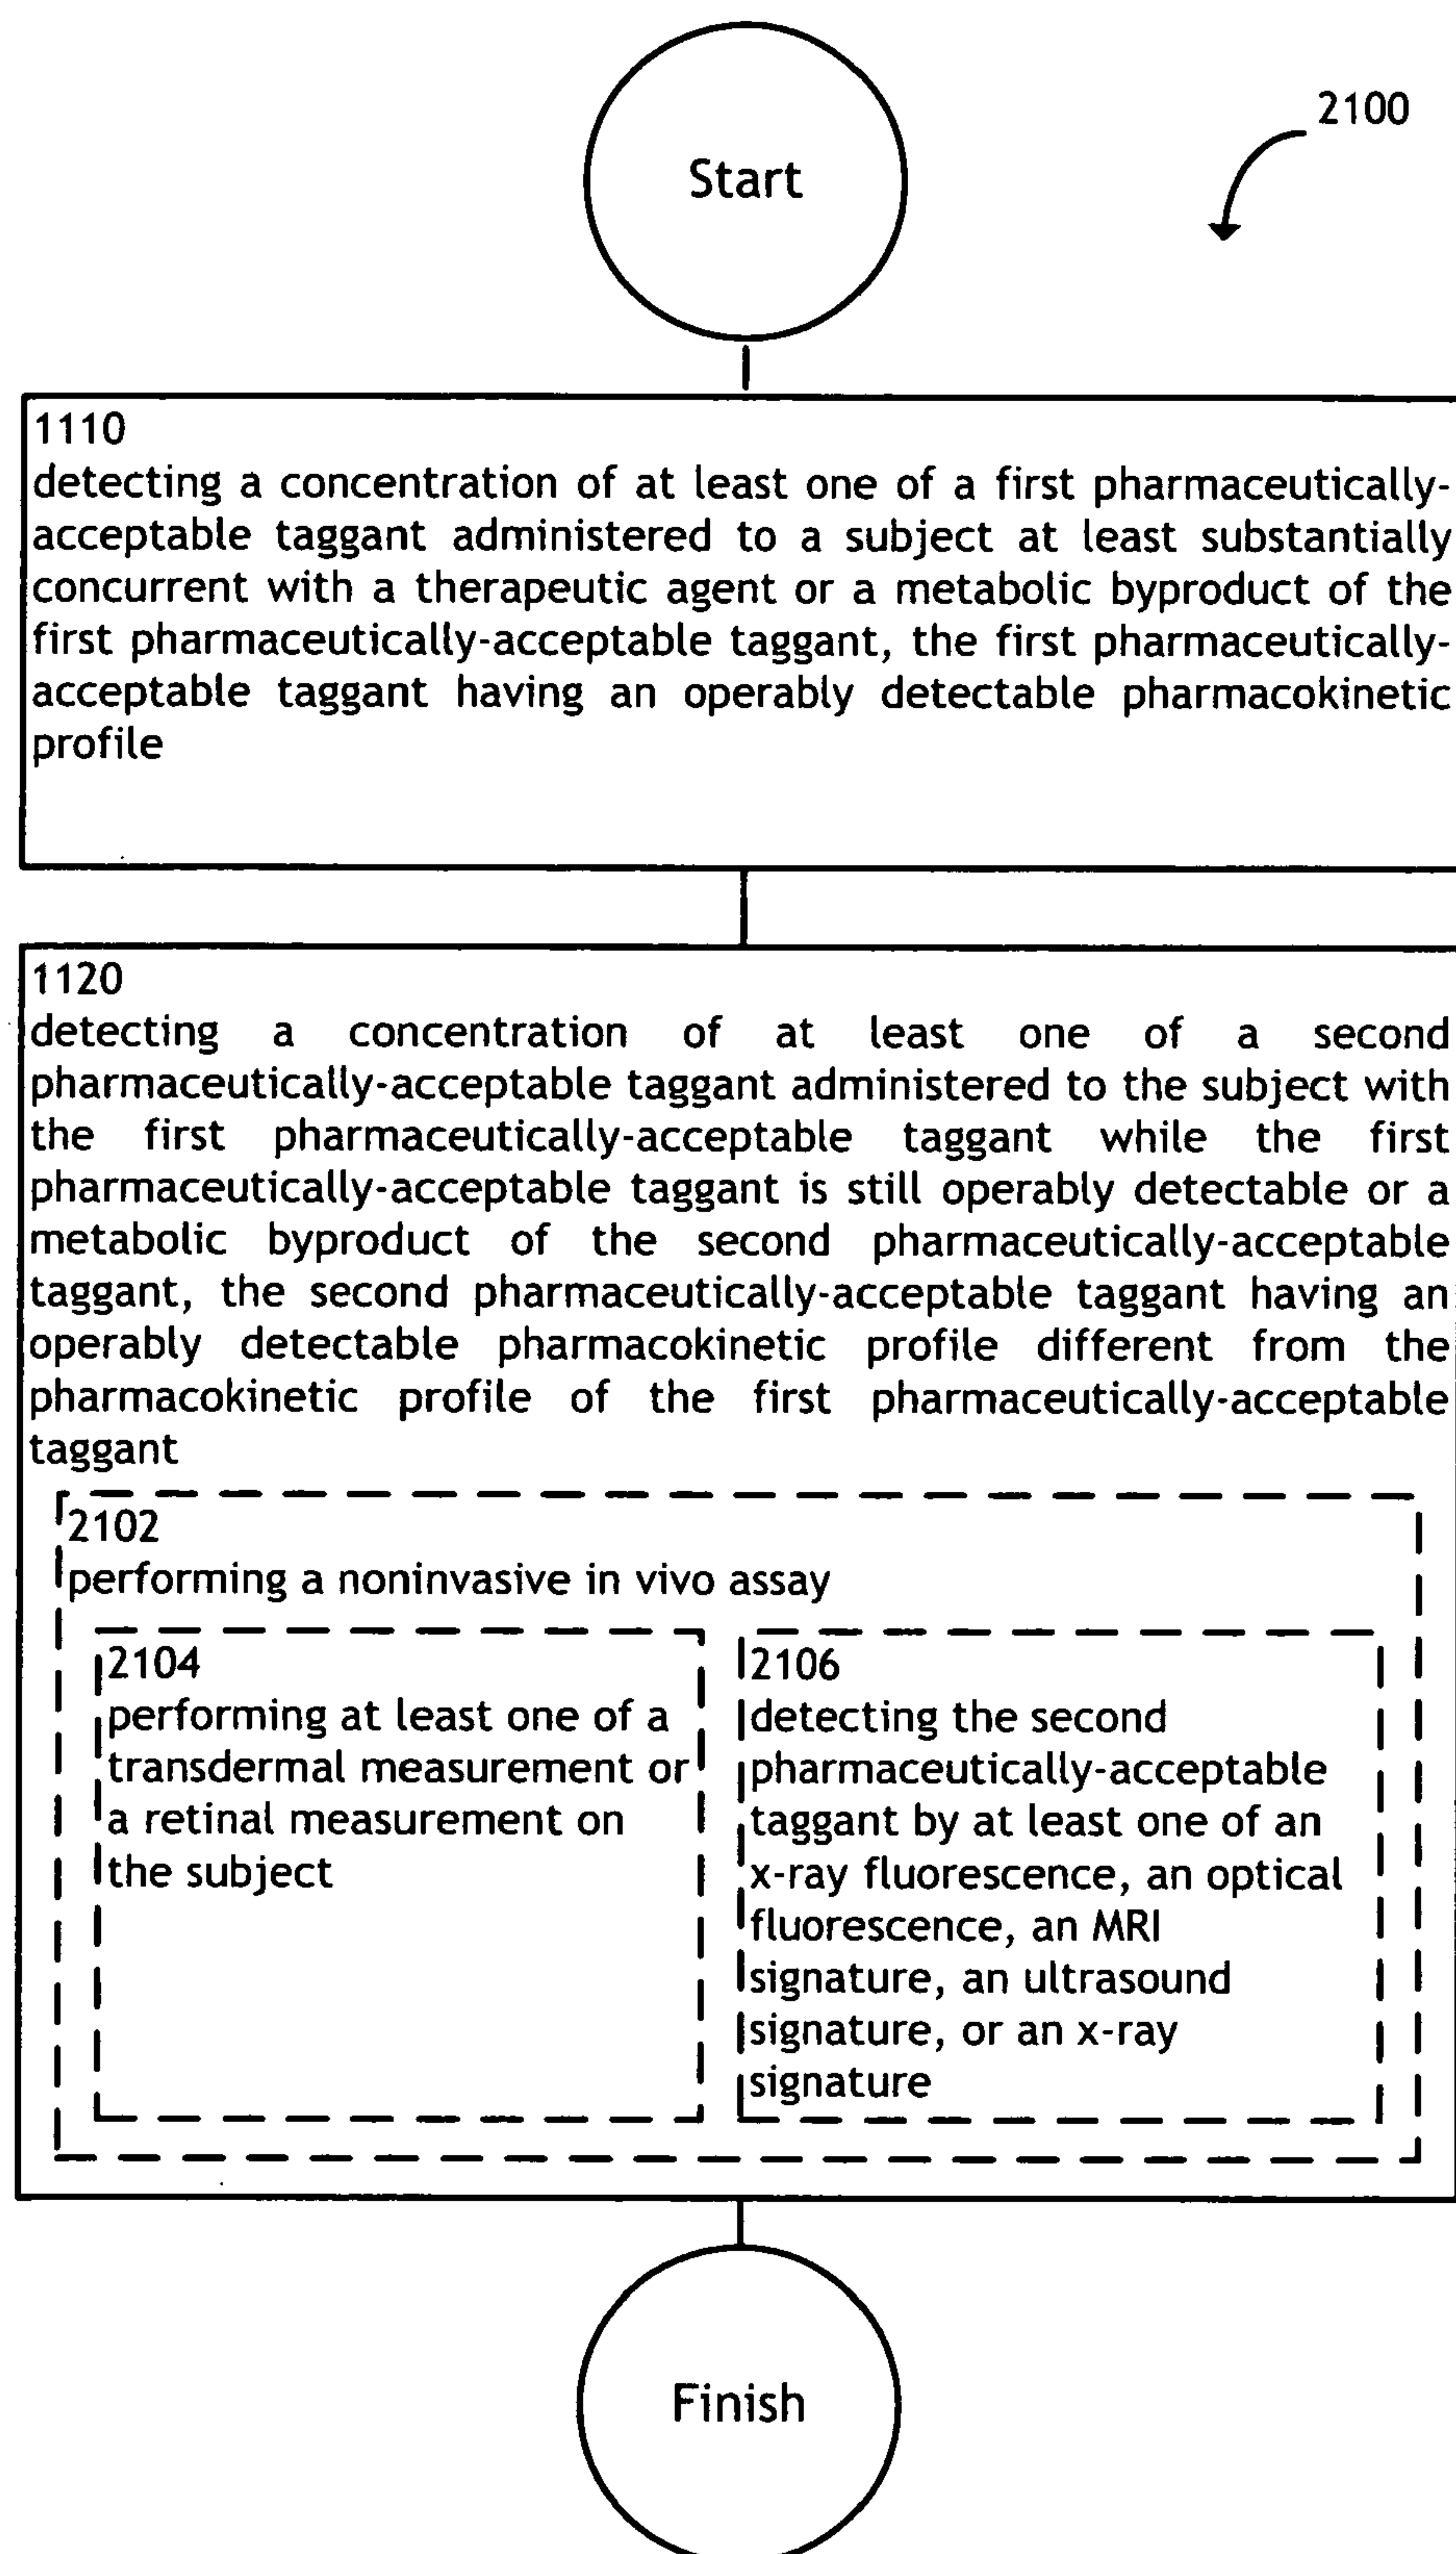 Start
2100
1110
detecting a concentration of at least one of a first pharmaceutically-
acceptable taggant administered to a subject at least substantially
concurrent with a therapeutic agent or a metabolic byproduct of the
first pharmaceutically-acceptable taggant, the first pharmaceutically-
acceptable taggant having an operably detectable pharmacokinetic
profile
1120
detecting a concentration of at least one of a second
pharmaceutically-acceptable taggant administered to the subject with
the first pharmaceutically-acceptable taggant while the first
pharmaceutically-acceptable taggant is still operably detectable or a
metabolic byproduct of the second pharmaceutically-acceptable
taggant, the second pharmaceutically-acceptable taggant having an
operably detectable pharmacokinetic profile different from the
pharmacokinetic profile of the first pharmaceutically-acceptable
taggant
2102
performing a noninvasive in vivo assay
2104
performing at least one of a
transdermal measurement or
a retinal measurement on
the subject
2106
detecting the second
pharmaceutically-acceptable
taggant by at least one of an
x-ray fluorescence, an optical
fluorescence, an MRI
signature, an ultrasound
signature, or an x-ray
signature
Finish